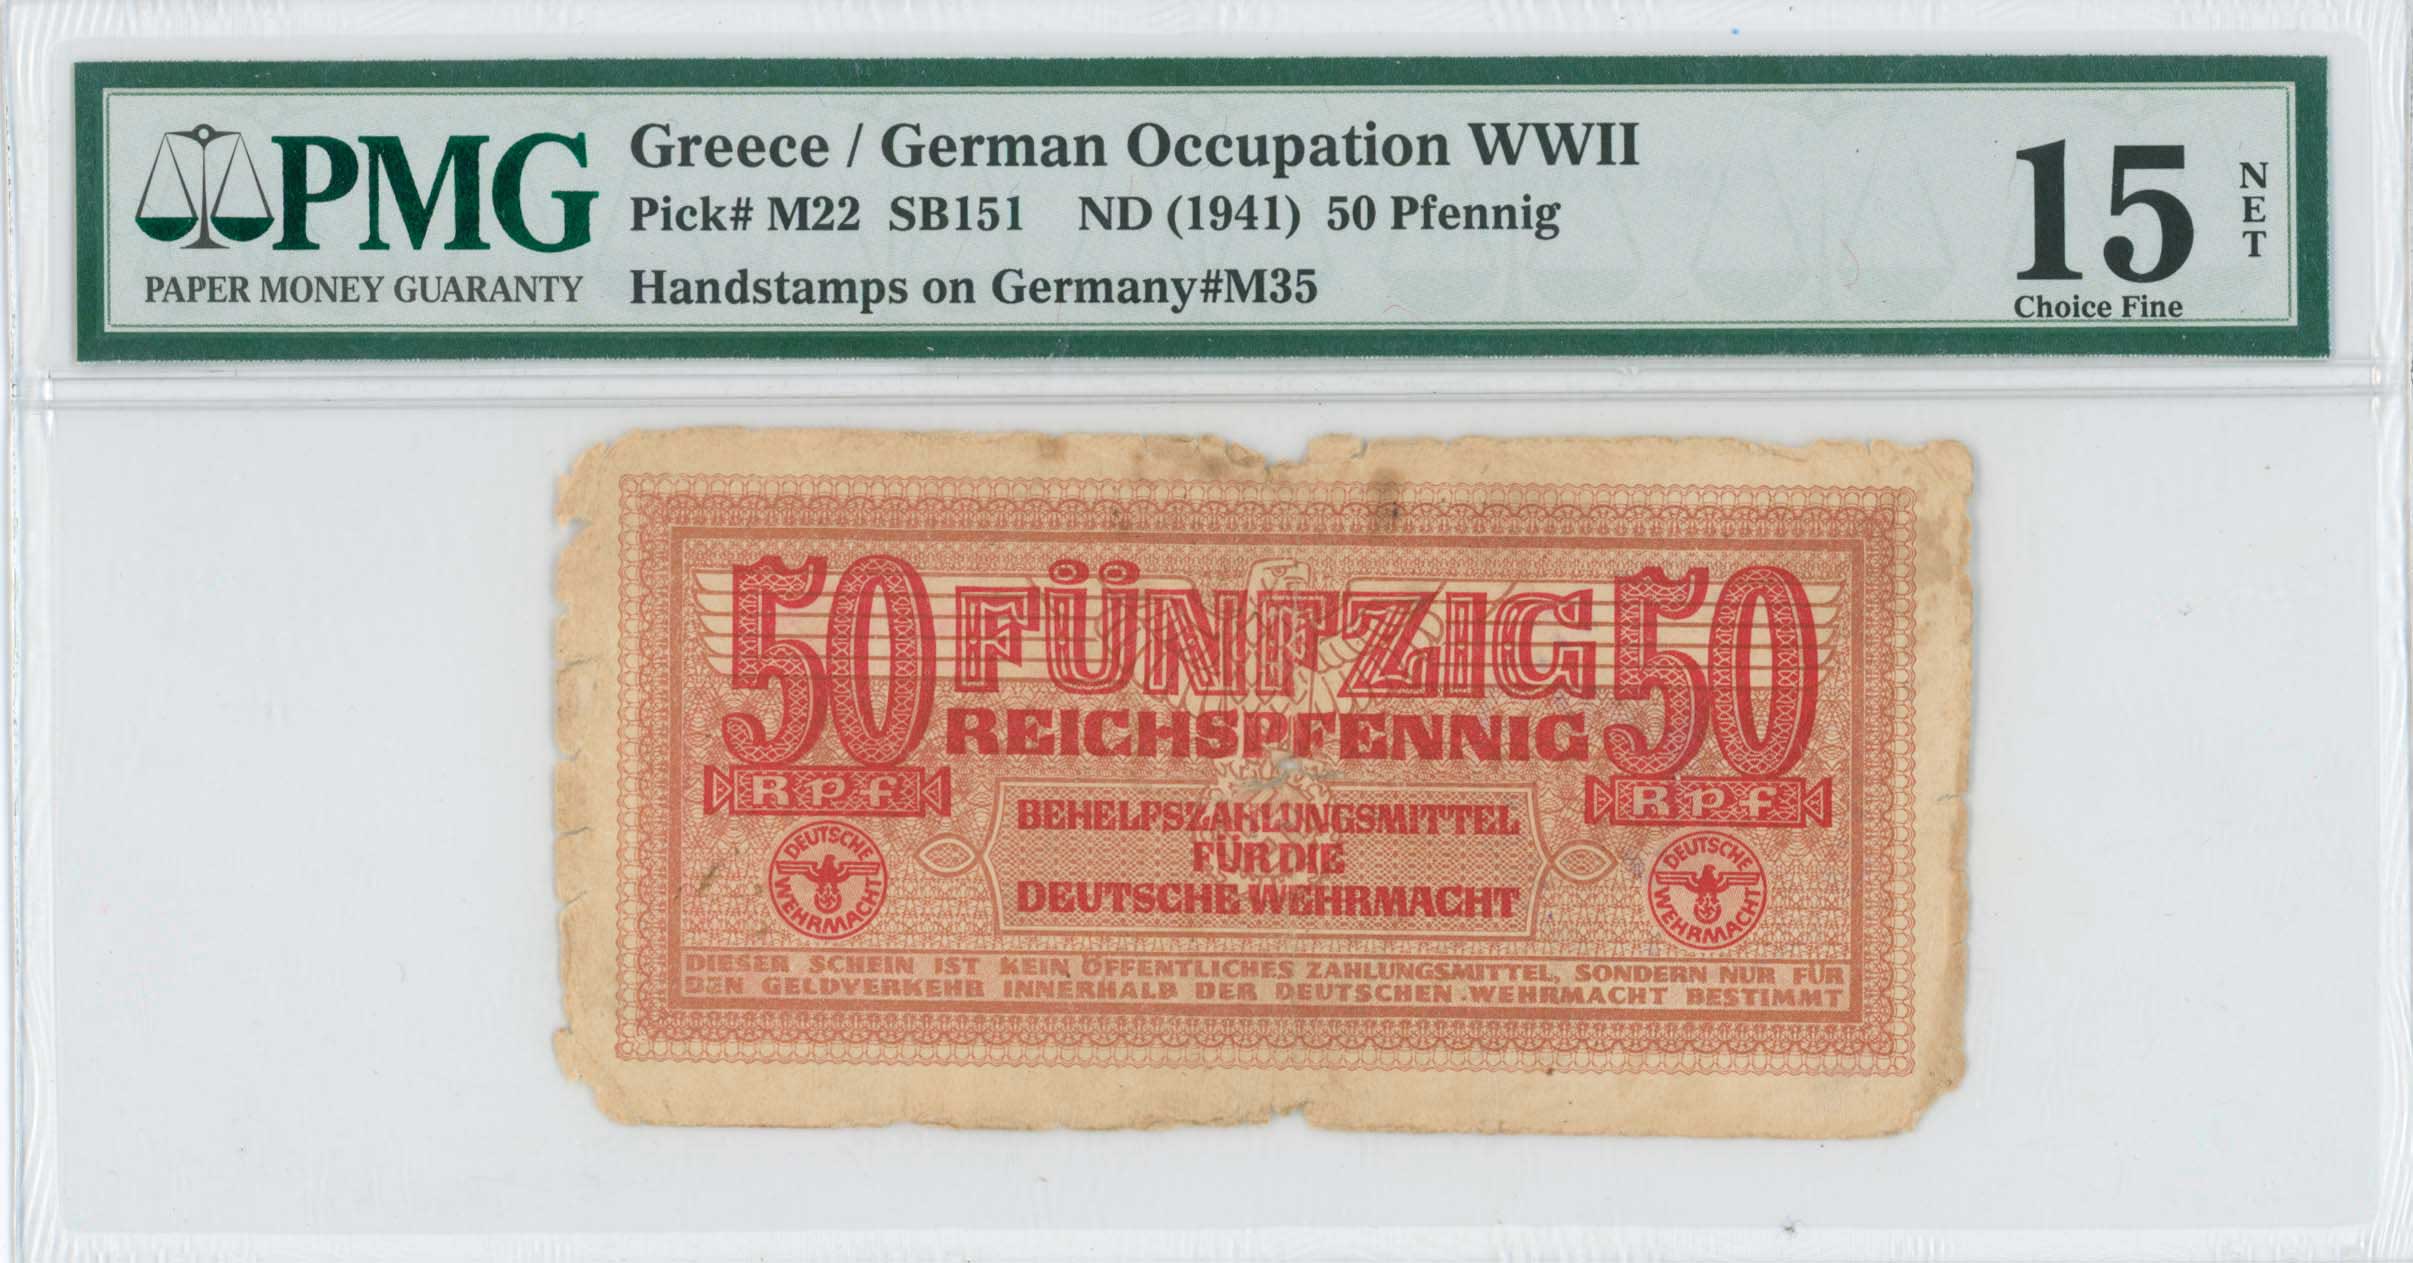 PMG
PAPER MONEY GUARANTY
Greece / German Occupation WWII
Pick# M22 SB151 ND (1941) 50 Pfennig
Handstamps on Germany#M35
15
NET
Choice Fine
50 FÜNFZIG 50
REICHSPFENNIG
Rpf Rpf
BEHELFSZAHLUNGSMITTEL
FÜR DIE
DEUTSCHE WEHRMACHT
DEUTSCHE WEHRMACHT
DEUTSCHE WEHRMACHT
DIESER SCHEIN IST KEIN ÖFFENTLICHES ZAHLUNGSMITTEL, SONDERN NUR FÜR
DEN GELDVERKEHR INNERHALB DER DEUTSCHEN WEHRMACHT BESTIMMT